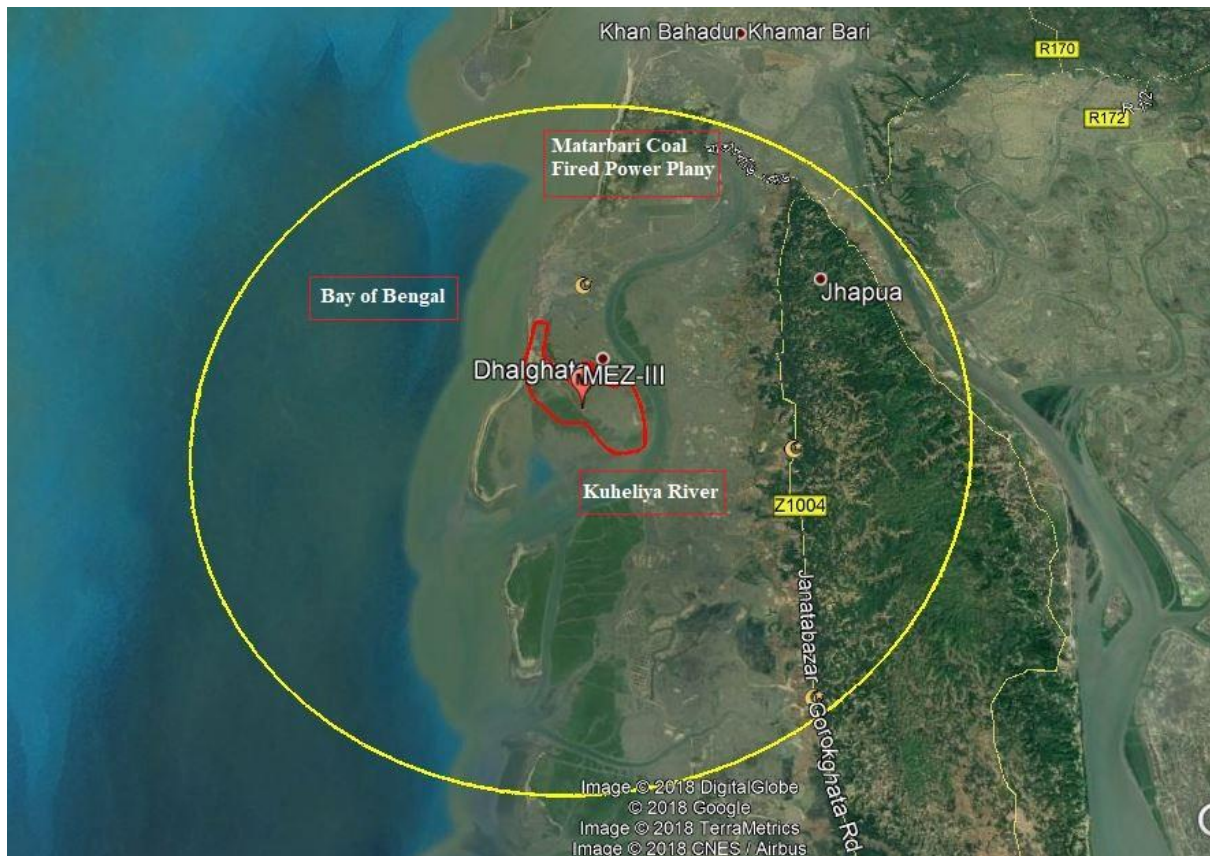 Khan Bahadur Khamar Bari
R170
R172
Matarbari Coal
Fired Power Plany
Bay of Bengal
Jhapua
Dhalghata
MEZ-III
Kuheliya River
Z1004
Janatabazar - Gorokghata Rd
Image © 2018 DigitalGlobe
© 2018 Google
Image © 2018 TerraMetrics
Image © 2018 CNES / Airbus